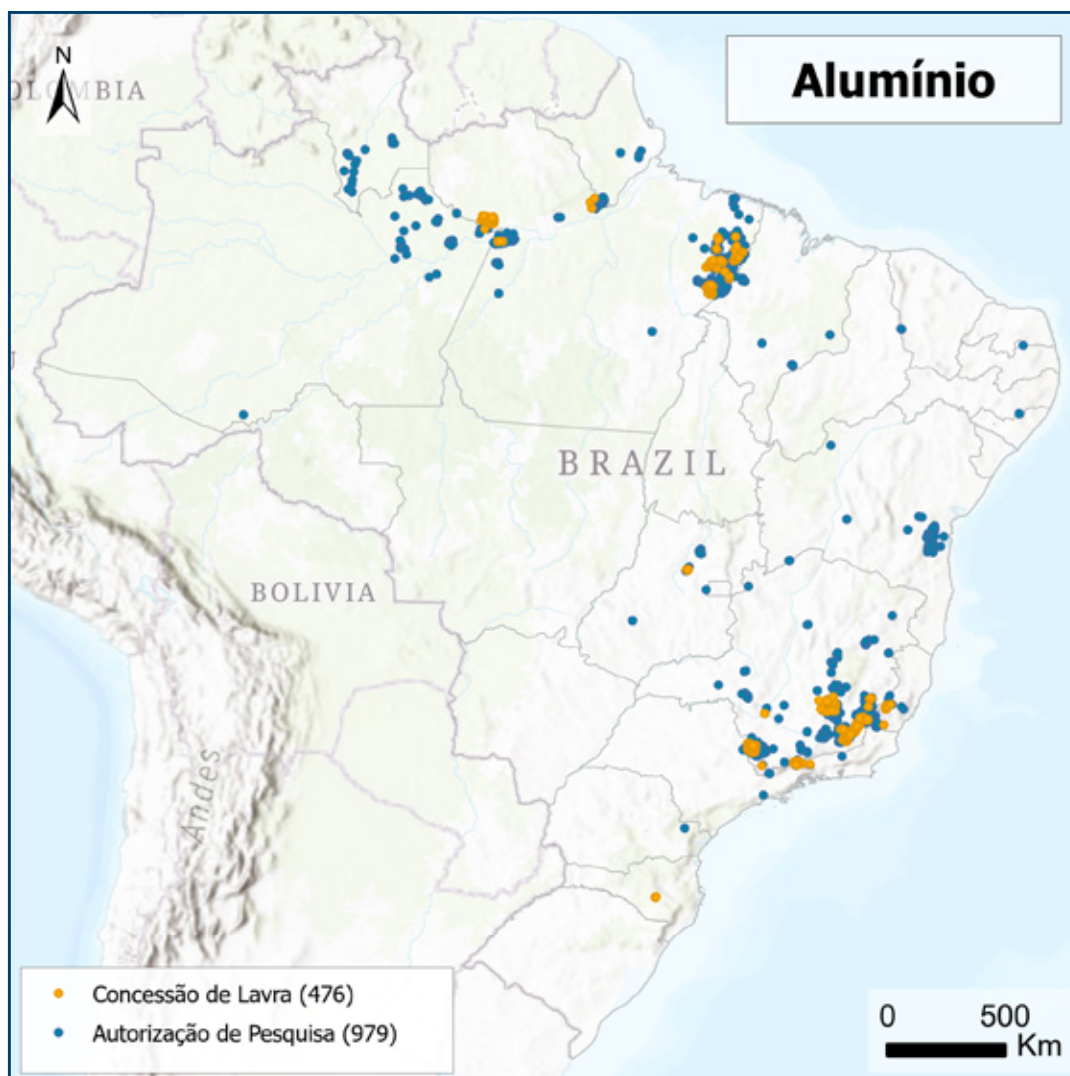 N
Alumínio
OLOMBIA
BRAZIL
BOLIVIA
Andes
Concessão de Lavra (476)
Autorização de Pesquisa (979)
0 500
Km